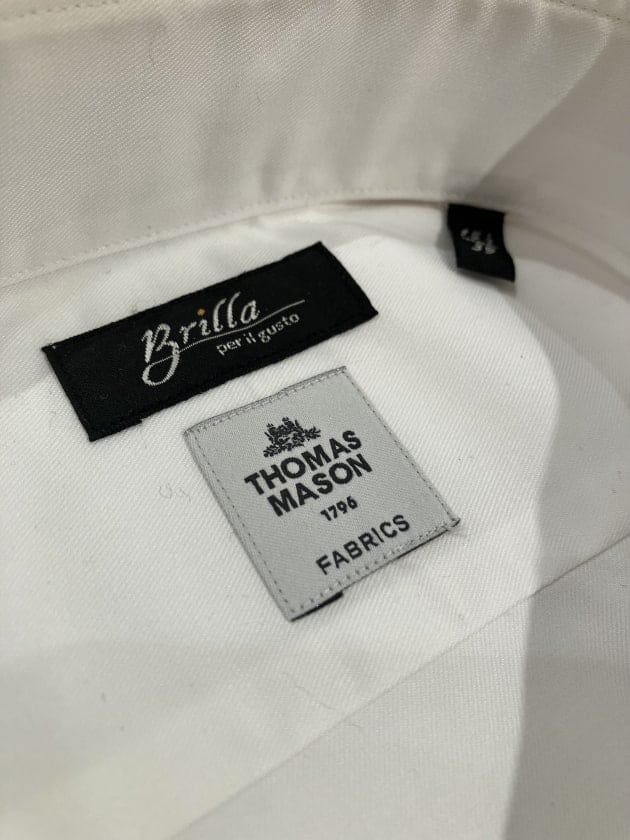 Brilla
per il gusto
THOMAS
MASON
1796
FABRICS